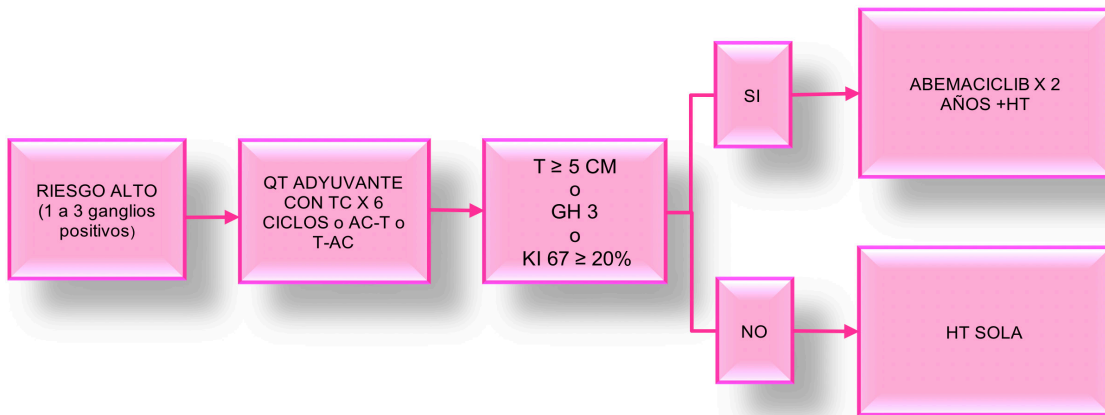 RIESGO ALTO
(1 a 3 ganglios
positivos)
QT ADYUVANTE
CON TC X 6
CICLOS o AC-T o
T-AC
T ≥ 5 CM
o
GH 3
o
KI 67 ≥ 20%
SI
ABEMACICLIB X 2
AÑOS +HT
NO
HT SOLA